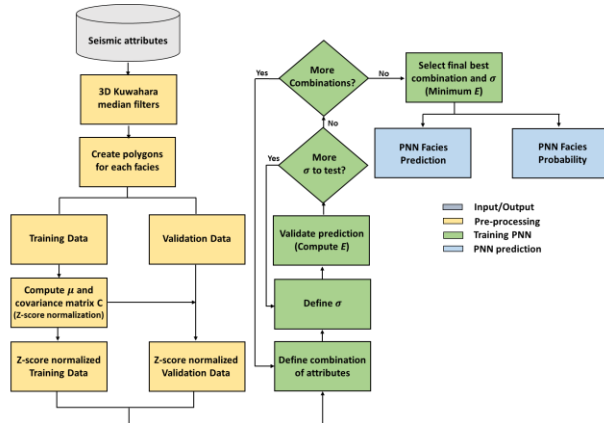 Seismic attributes
3D Kuwahara
median filters
Create polygons
for each facies
Training Data
Validation Data
Compute μ and
covariance matrix C
(Z-score normalization)
Z-score normalized
Training Data
Z-score normalized
Validation Data
More
Combinations?
Yes
No
Select final best
combination and σ
(Minimum E)
No
More
σ to test?
Yes
PNN Facies
Prediction
PNN Facies
Probability
Validate prediction
(Compute E)
Define σ
Define combination
of attributes
Input/Output
Pre-processing
Training PNN
PNN prediction